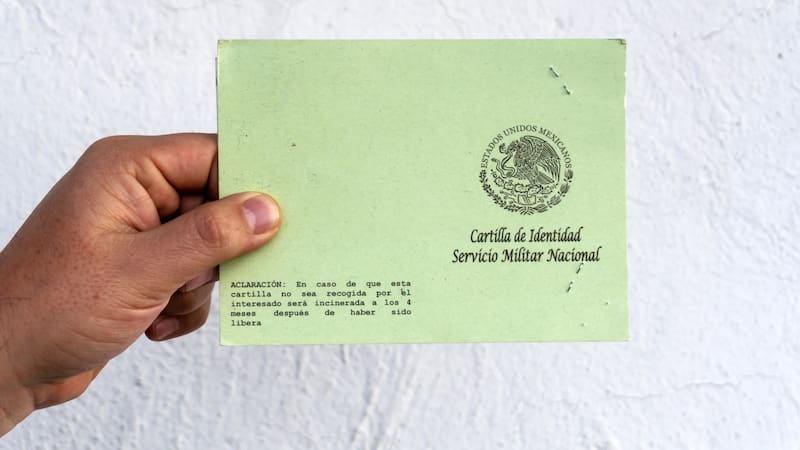 ESTADOS UNIDOS MEXICANOS
Cartilla de Identidad
Servicio Militar Nacional
ACLARACIÓN: En caso de que esta
cartilla no sea recogida por el
interesado será incinerada a los 4
meses después de haber sido
libera